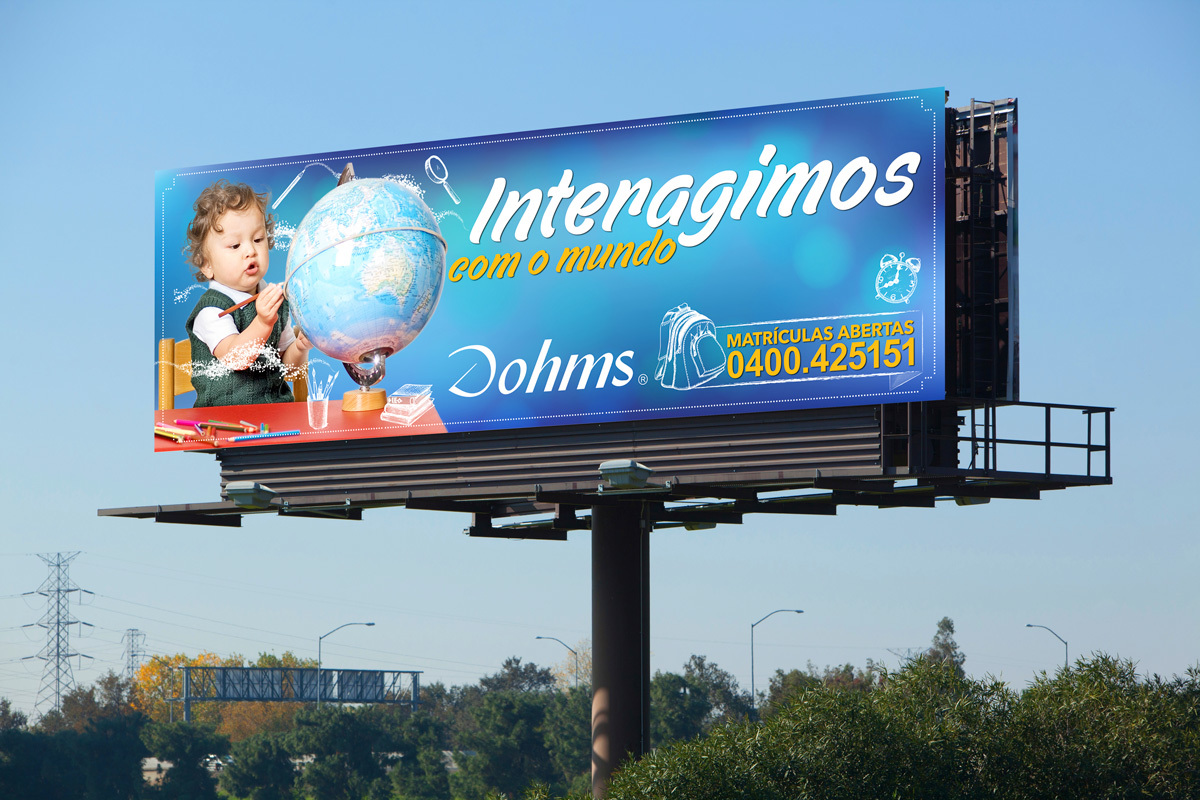 Interagimos
com o mundo
Dohms®
MATRÍCULAS ABERTAS
0400.425151